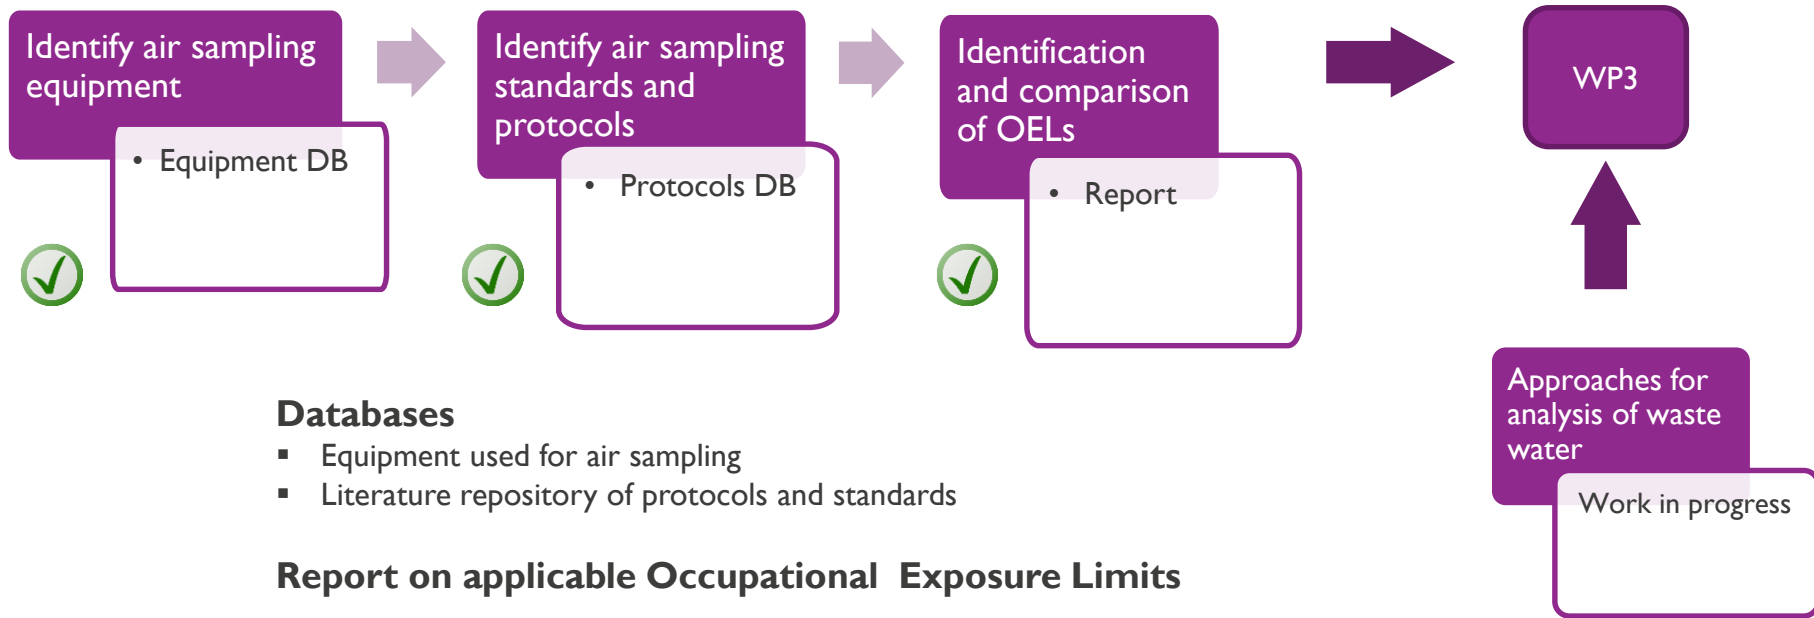 Identify air sampling
equipment
• Equipment DB
Identify air sampling
standards and
protocols
• Protocols DB
Identification
and comparison
of OELs
• Report
WP3
Approaches for
analysis of waste
water
Work in progress
Databases
▪ Equipment used for air sampling
▪ Literature repository of protocols and standards
Report on applicable Occupational Exposure Limits